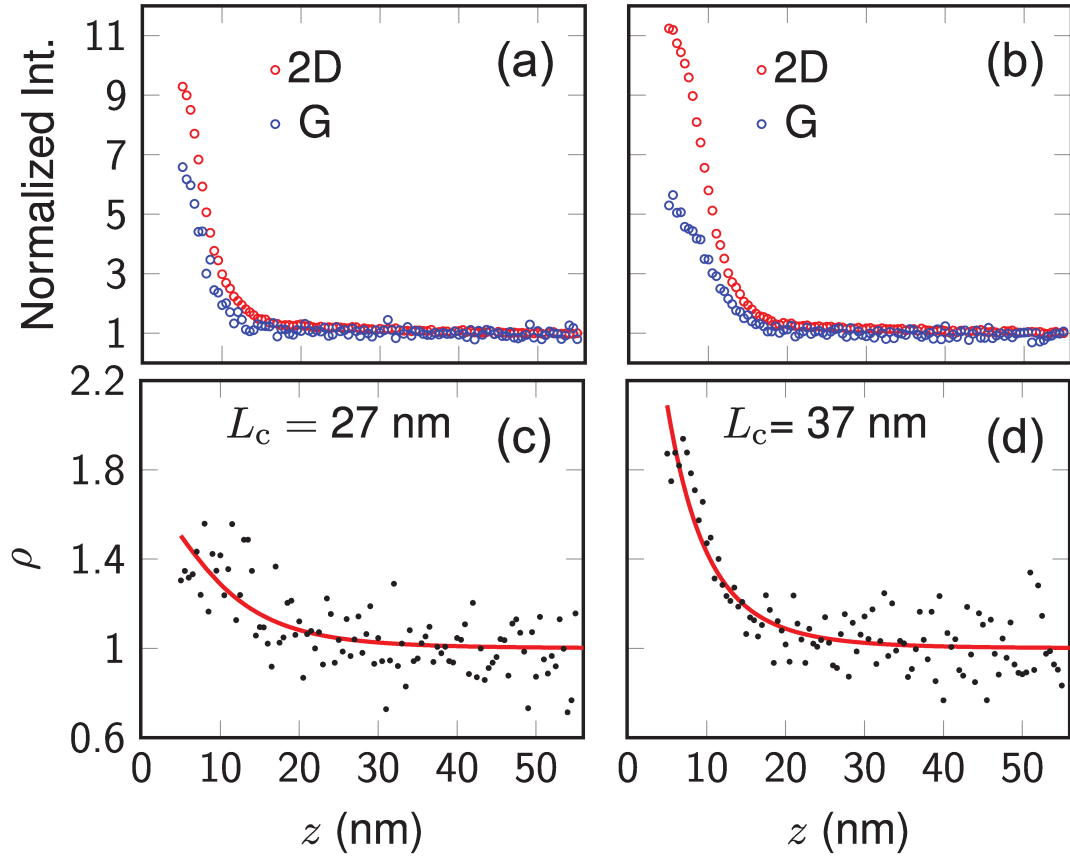 Normalized Int.
11
9
7
5
3
1
(a)
2D
G
(b)
2D
G
ρ
2.2
1.8
1.4
1
0.6
L_c = 27 nm
(c)
L_c= 37 nm
(d)
0 10 20 30 40 50
0 10 20 30 40 50
z (nm)
z (nm)